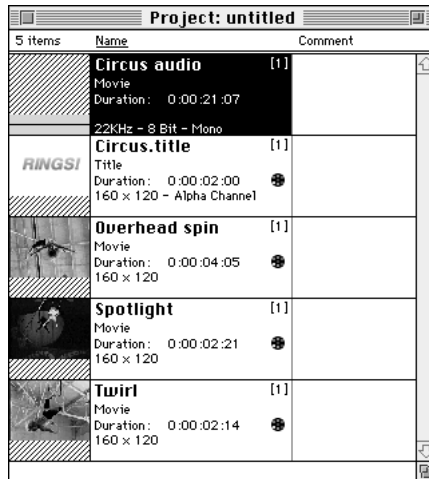 Project: untitled
5 items Name Comment
Circus audio [1]
Movie
Duration: 0:00:21:07
22KHz - 8 Bit - Mono
RINGS!
Circus.title [1]
Title
Duration: 0:00:02:00
160 x 120 - Alpha Channel
Overhead spin [1]
Movie
Duration: 0:00:04:05
160 x 120
Spotlight [1]
Movie
Duration: 0:00:02:21
160 x 120
Twirl [1]
Movie
Duration: 0:00:02:14
160 x 120